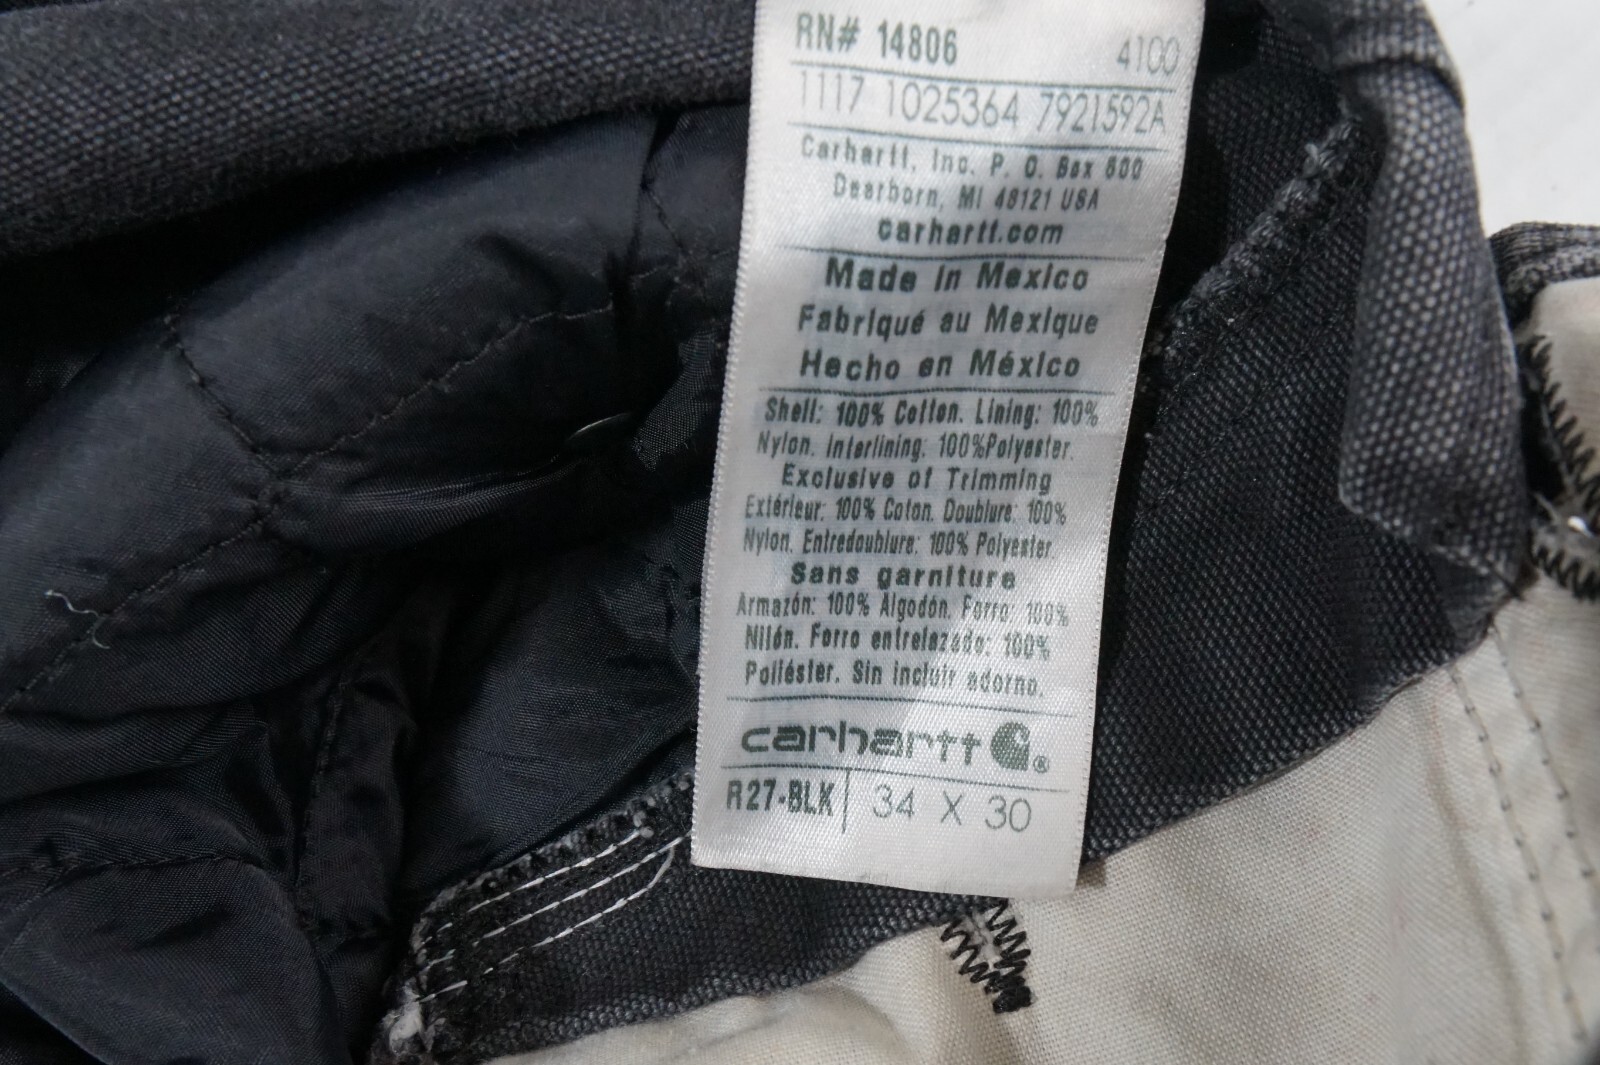 RN# 14806 4100
1117 1025364 7921592A
Carhartt, Inc. P. O. Box 600
Dearborn, MI 48121 USA
carhartt.com
Made in Mexico
Fabriqué au Mexique
Hecho en México
Shell: 100% Cotton. Lining: 100%
Nylon. Interlining: 100%Polyester.
Exclusive of Trimming
Extérieur: 100% Coton. Doublure: 100%
Nylon. Entredoublure: 100% Polyester.
Sans garniture
Armazón: 100% Algodón. Forro: 100%
Nilón. Forro entrelazado: 100%
Poliéster. Sin incluir adorno.
carhartt ®
R27-BLK 34 X 30